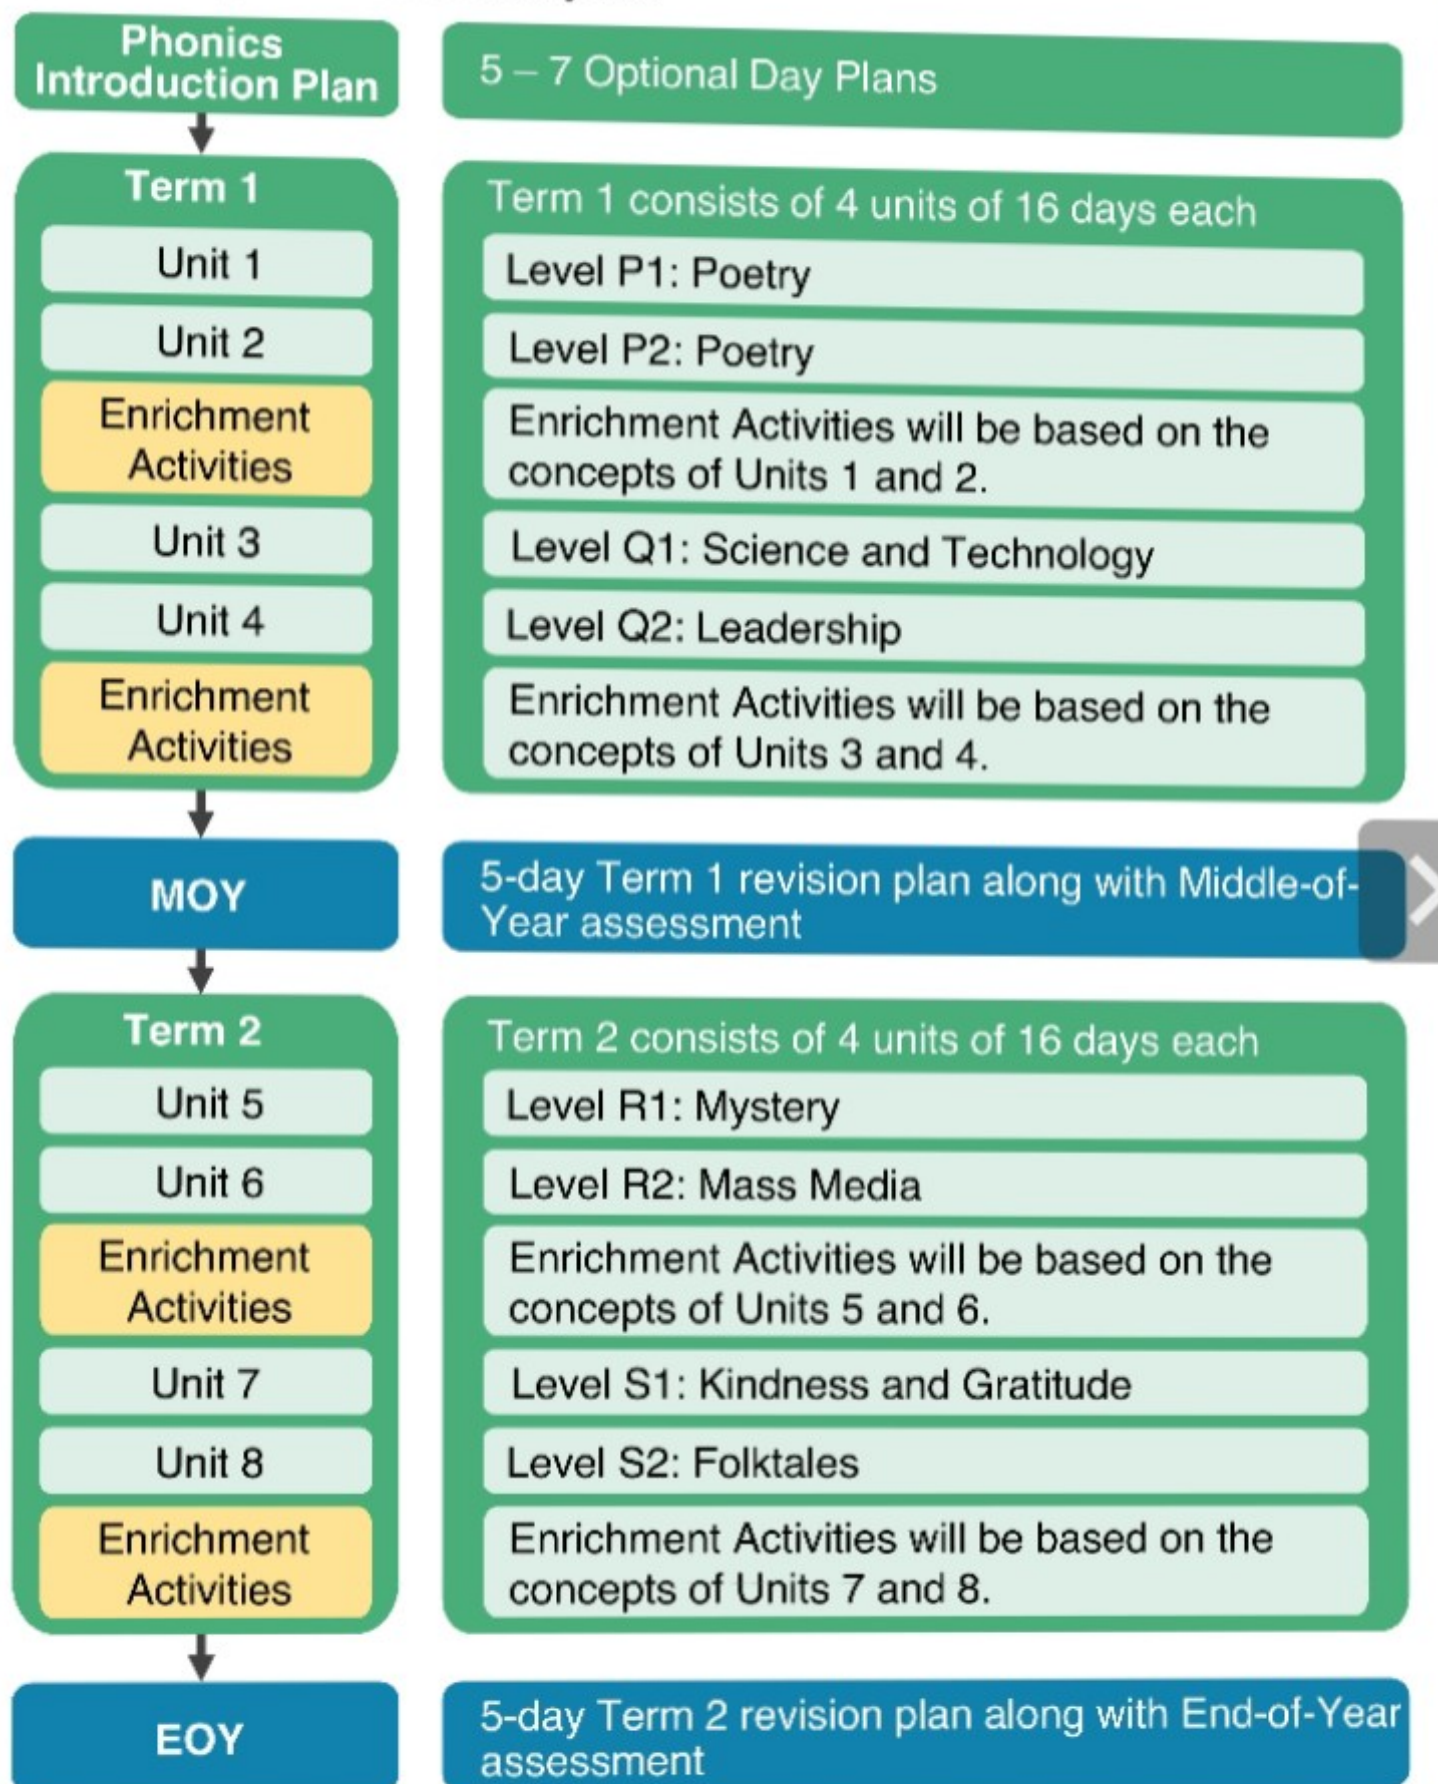 Phonics
Introduction Plan
5 – 7 Optional Day Plans
Term 1
Term 1 consists of 4 units of 16 days each
Unit 1
Level P1: Poetry
Unit 2
Level P2: Poetry
Enrichment
Activities
Enrichment Activities will be based on the
concepts of Units 1 and 2.
Unit 3
Level Q1: Science and Technology
Unit 4
Level Q2: Leadership
Enrichment
Activities
Enrichment Activities will be based on the
concepts of Units 3 and 4.
MOY
5-day Term 1 revision plan along with Middle-of-
Year assessment
Term 2
Term 2 consists of 4 units of 16 days each
Unit 5
Level R1: Mystery
Unit 6
Level R2: Mass Media
Enrichment
Activities
Enrichment Activities will be based on the
concepts of Units 5 and 6.
Unit 7
Level S1: Kindness and Gratitude
Unit 8
Level S2: Folktales
Enrichment
Activities
Enrichment Activities will be based on the
concepts of Units 7 and 8.
EOY
5-day Term 2 revision plan along with End-of-Year
assessment